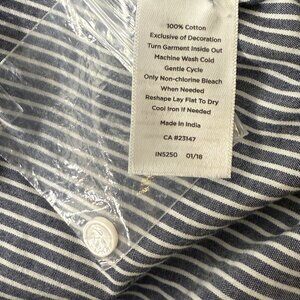 100% Cotton
Exclusive of Decoration
Turn Garment Inside Out
Machine Wash Cold
Gentle Cycle
Only Non-chlorine Bleach
When Needed
Reshape Lay Flat To Dry
Cool Iron If Needed
Made in India
CA #23147
IN5250 01/18